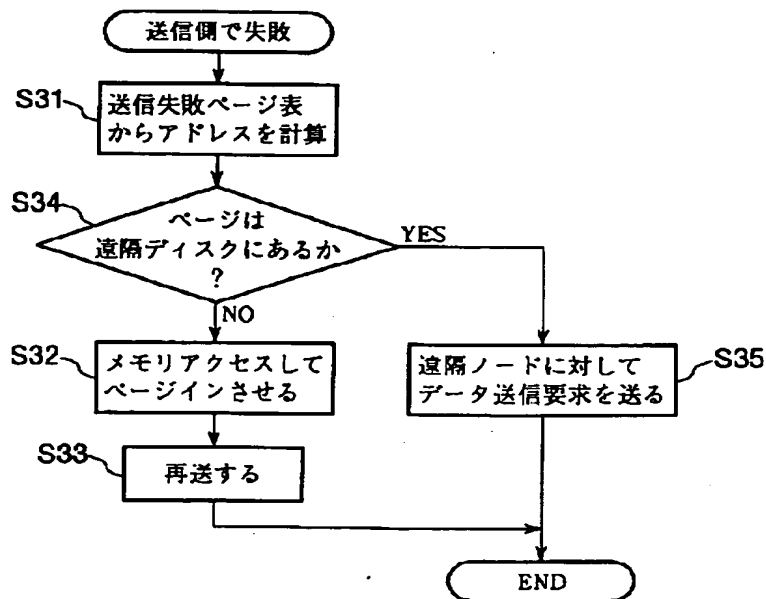 送信側で失敗
S31
送信失敗ページ表
からアドレスを計算
S34
ページは
遠隔ディスクにあるか
?
YES
NO
S32
メモリアクセスして
ページインさせる
遠隔ノードに対して
データ送信要求を送る
S35
S33
再送する
END